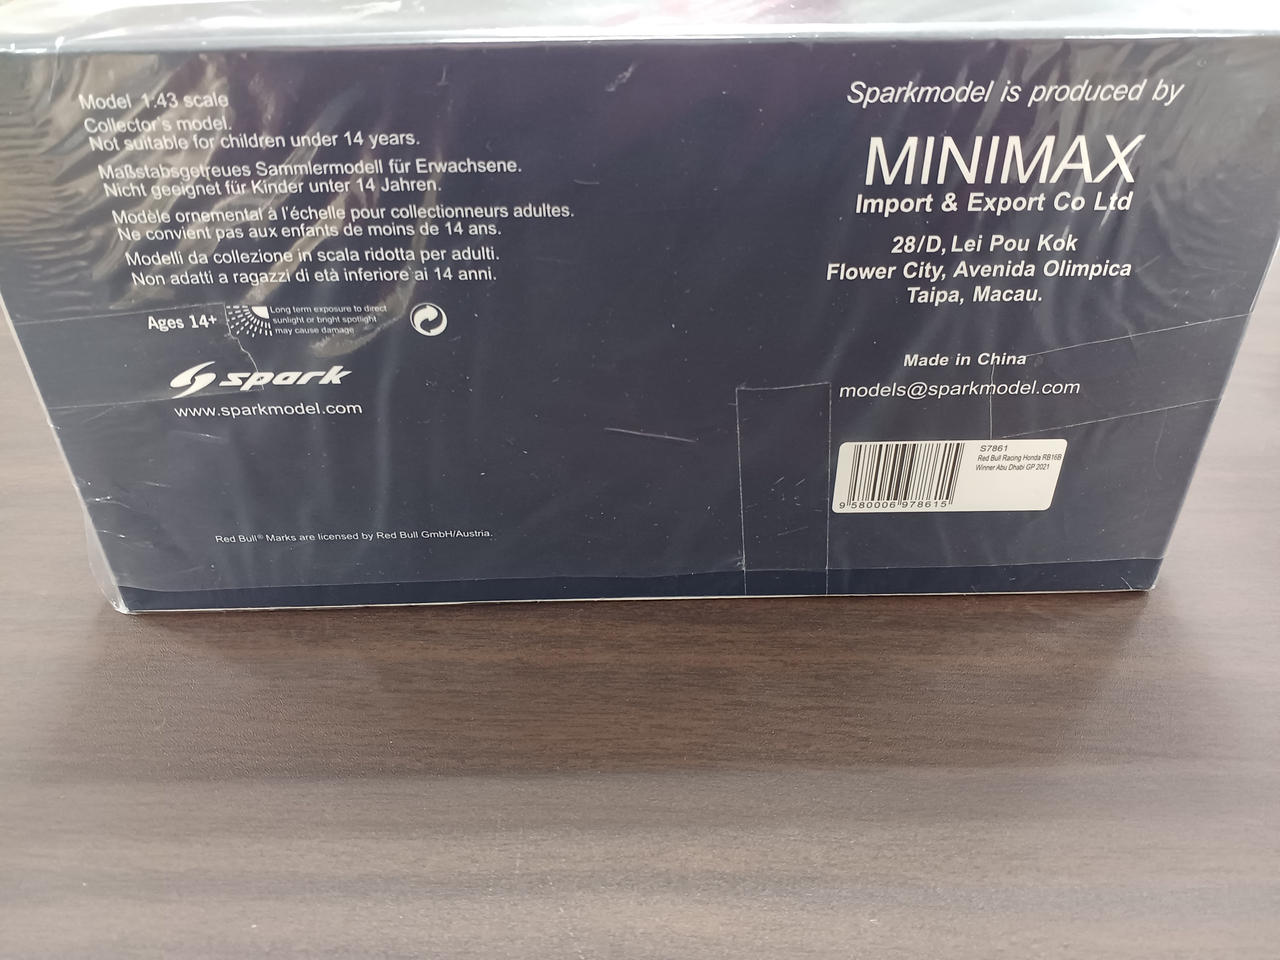 Model 1:43 scale
Collector's model.
Not suitable for children under 14 years.
Maßstabsgetreues Sammlermodell für Erwachsene.
Nicht geeignet für Kinder unter 14 Jahren.
Modèle ornemental à l'échelle pour collectionneurs adultes.
Ne convient pas aux enfants de moins de 14 ans.
Modelli da collezione in scala ridotta per adulti.
Non adatti a ragazzi di età inferiore ai 14 anni.
Ages 14+
Long term exposure to direct
sunlight or bright spotlight
may cause damage
spark
www.sparkmodel.com
Red Bull® Marks are licensed by Red Bull GmbH/Austria.
Sparkmodel is produced by
MINIMAX
Import & Export Co Ltd
28/D, Lei Pou Kok
Flower City, Avenida Olimpica
Taipa, Macau.
Made in China
models@sparkmodel.com
S7861
Red Bull Racing Honda RB16B
Winner Abu Dhabi GP 2021
9 580006 978615